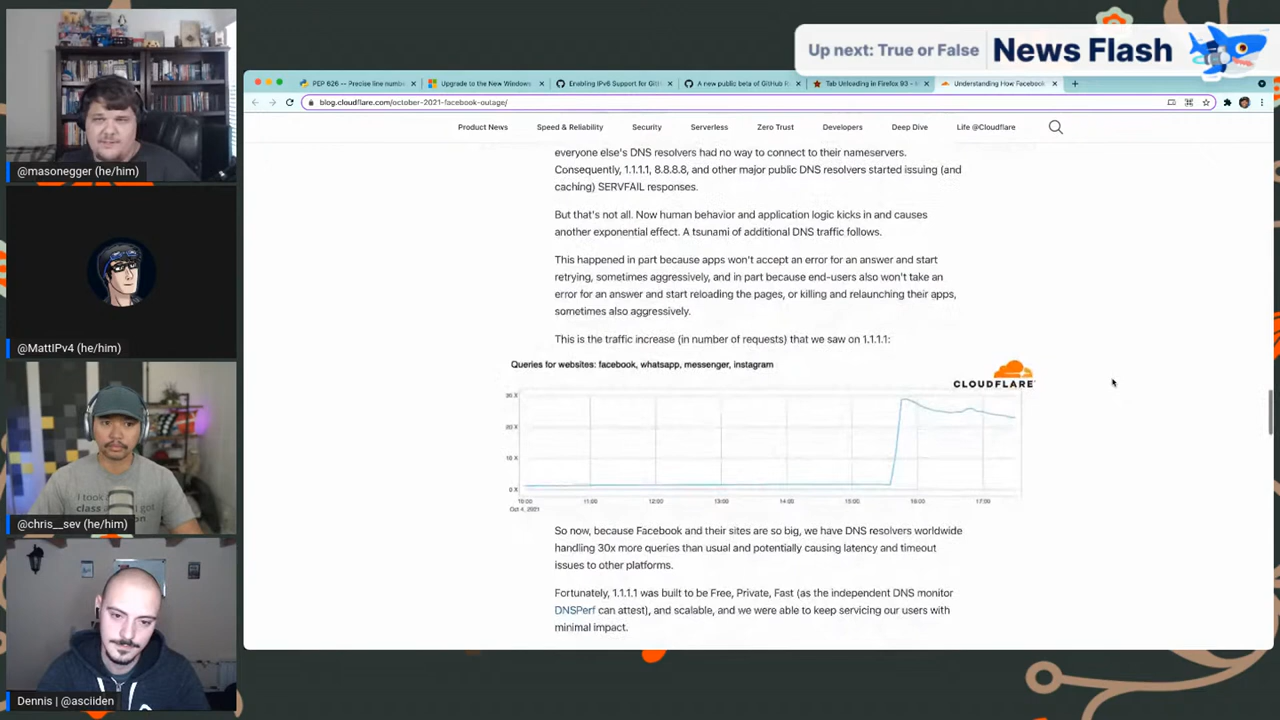 @masonegger (he/him)
@MattIPv4 (he/him)
I took a
class
@chris__sev (he/him)
Dennis | @asciiden
Up next: True or False
News Flash
PEP 626 -- Precise line numb
Upgrade to the New Windows
Enabling IPv6 Support for Git
A new public beta of GitHub R
Tab Unloading in Firefox 93
Understanding How Facebook
blog.cloudflare.com/october-2021-facebook-outage/
Product News
Speed & Reliability
Security
Serverless
Zero Trust
Developers
Deep Dive
Life @Cloudflare
everyone else's DNS resolvers had no way to connect to their nameservers.
Consequently, 1.1.1.1, 8.8.8.8, and other major public DNS resolvers started issuing (and
caching) SERVFAIL responses.
But that's not all. Now human behavior and application logic kicks in and causes
another exponential effect. A tsunami of additional DNS traffic follows.
This happened in part because apps won't accept an error for an answer and start
retrying, sometimes aggressively, and in part because end-users also won't take an
error for an answer and start reloading the pages, or killing and relaunching their apps,
sometimes also aggressively.
This is the traffic increase (in number of requests) that we saw on 1.1.1.1:
Queries for websites: facebook, whatsapp, messenger, instagram
CLOUDFLARE
30 X
20 X
10 X
0 X
10:00
11:00
12:00
13:00
14:00
15:00
16:00
17:00
Oct 4, 2021
So now, because Facebook and their sites are so big, we have DNS resolvers worldwide
handling 30x more queries than usual and potentially causing latency and timeout
issues to other platforms.
Fortunately, 1.1.1.1 was built to be Free, Private, Fast (as the independent DNS monitor
DNSPerf can attest), and scalable, and we were able to keep servicing our users with
minimal impact.